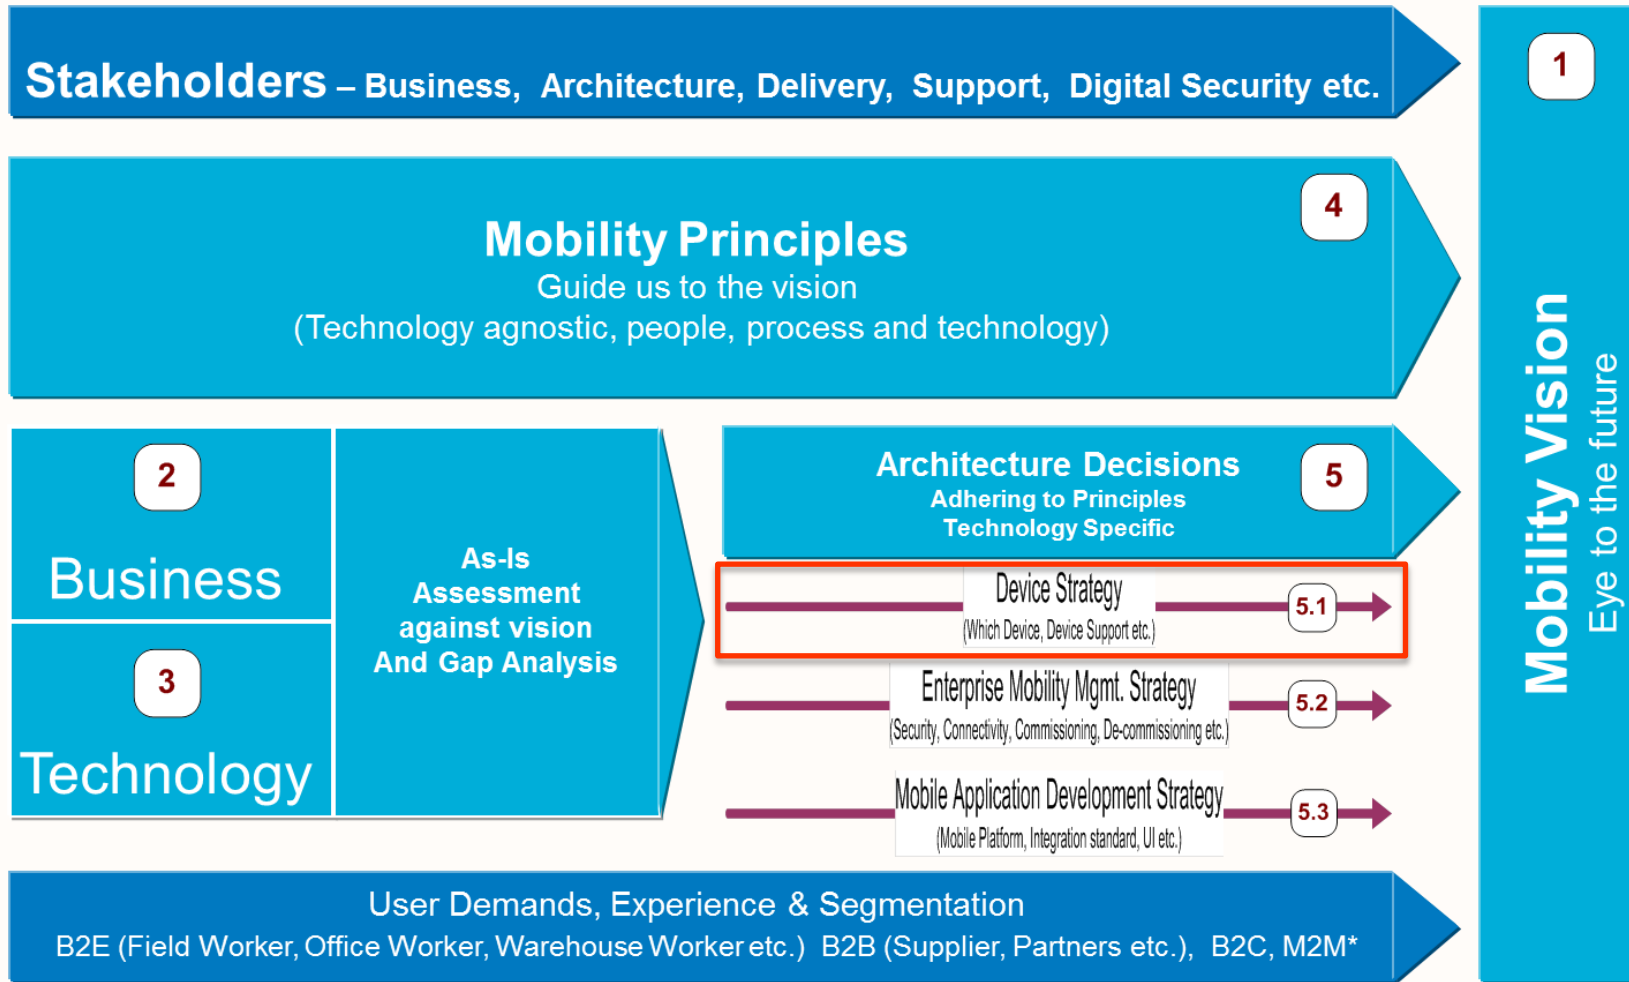 Stakeholders – Business, Architecture, Delivery, Support, Digital Security etc.
1
4
Mobility Principles
Guide us to the vision
(Technology agnostic, people, process and technology)
Mobility Vision
Eye to the future
2
Business
3
Technology
As-Is
Assessment
against vision
And Gap Analysis
Architecture Decisions
Adhering to Principles
Technology Specific
5
Device Strategy
(Which Device, Device Support etc.)
5.1
Enterprise Mobility Mgmt. Strategy
(Security, Connectivity, Commissioning, De-commissioning etc.)
5.2
Mobile Application Development Strategy
(Mobile Platform, Integration standard, UI etc.)
5.3
User Demands, Experience & Segmentation
B2E (Field Worker, Office Worker, Warehouse Worker etc.) B2B (Supplier, Partners etc.), B2C, M2M*